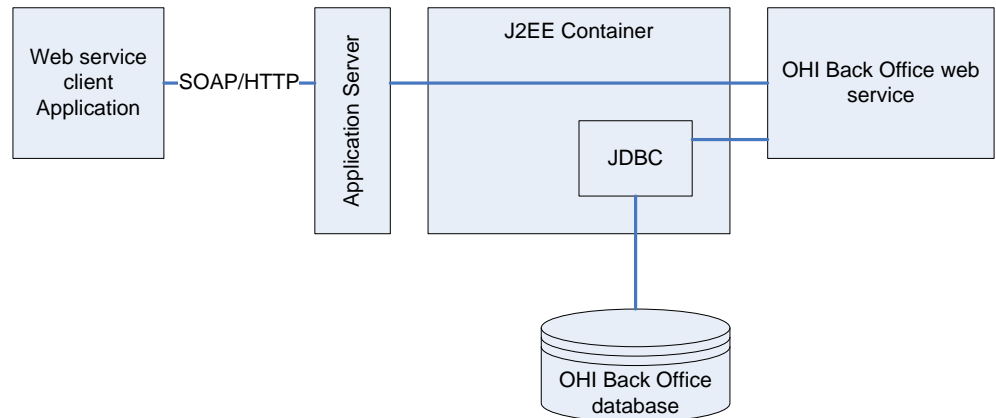 Web service
client
Application
SOAP/HTTP
Application Server
J2EE Container
JDBC
OHI Back Office web
service
OHI Back Office
database